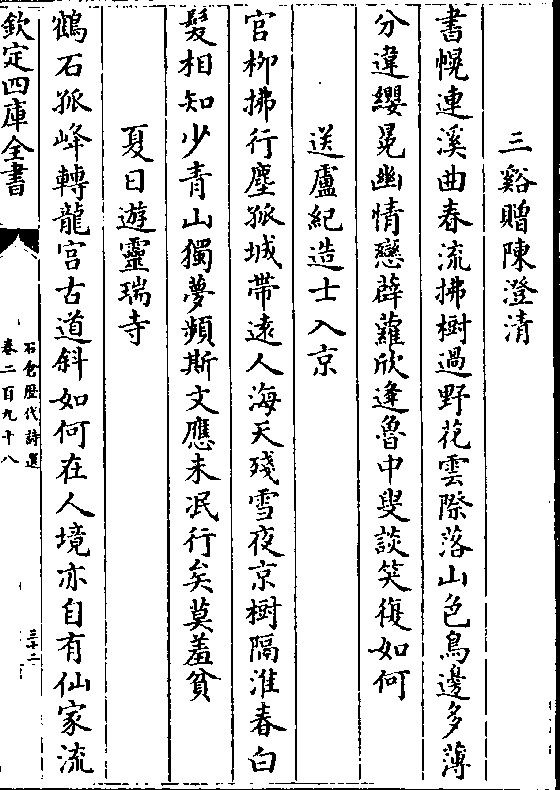 三谿贈陳澄清
書幌連溪曲春流拂樹過野花雲際落山色鳥邊多薄
分違纓冕幽情戀薜蘿欣逢魯中叟談笑復如何
送盧紀造士入京
官栁拂行塵孤城帶逺人海天殘雪夜京樹隔淮春白
髮相知少青山獨夢頻斯文應未泯行矣莫羞貧
夏日遊靈瑞寺
鶴石孤峰轉龍宫古道斜如何在人境亦自有仙家流
欽定四庫全書
石倉歴代詩選
卷二百九十八
三十二